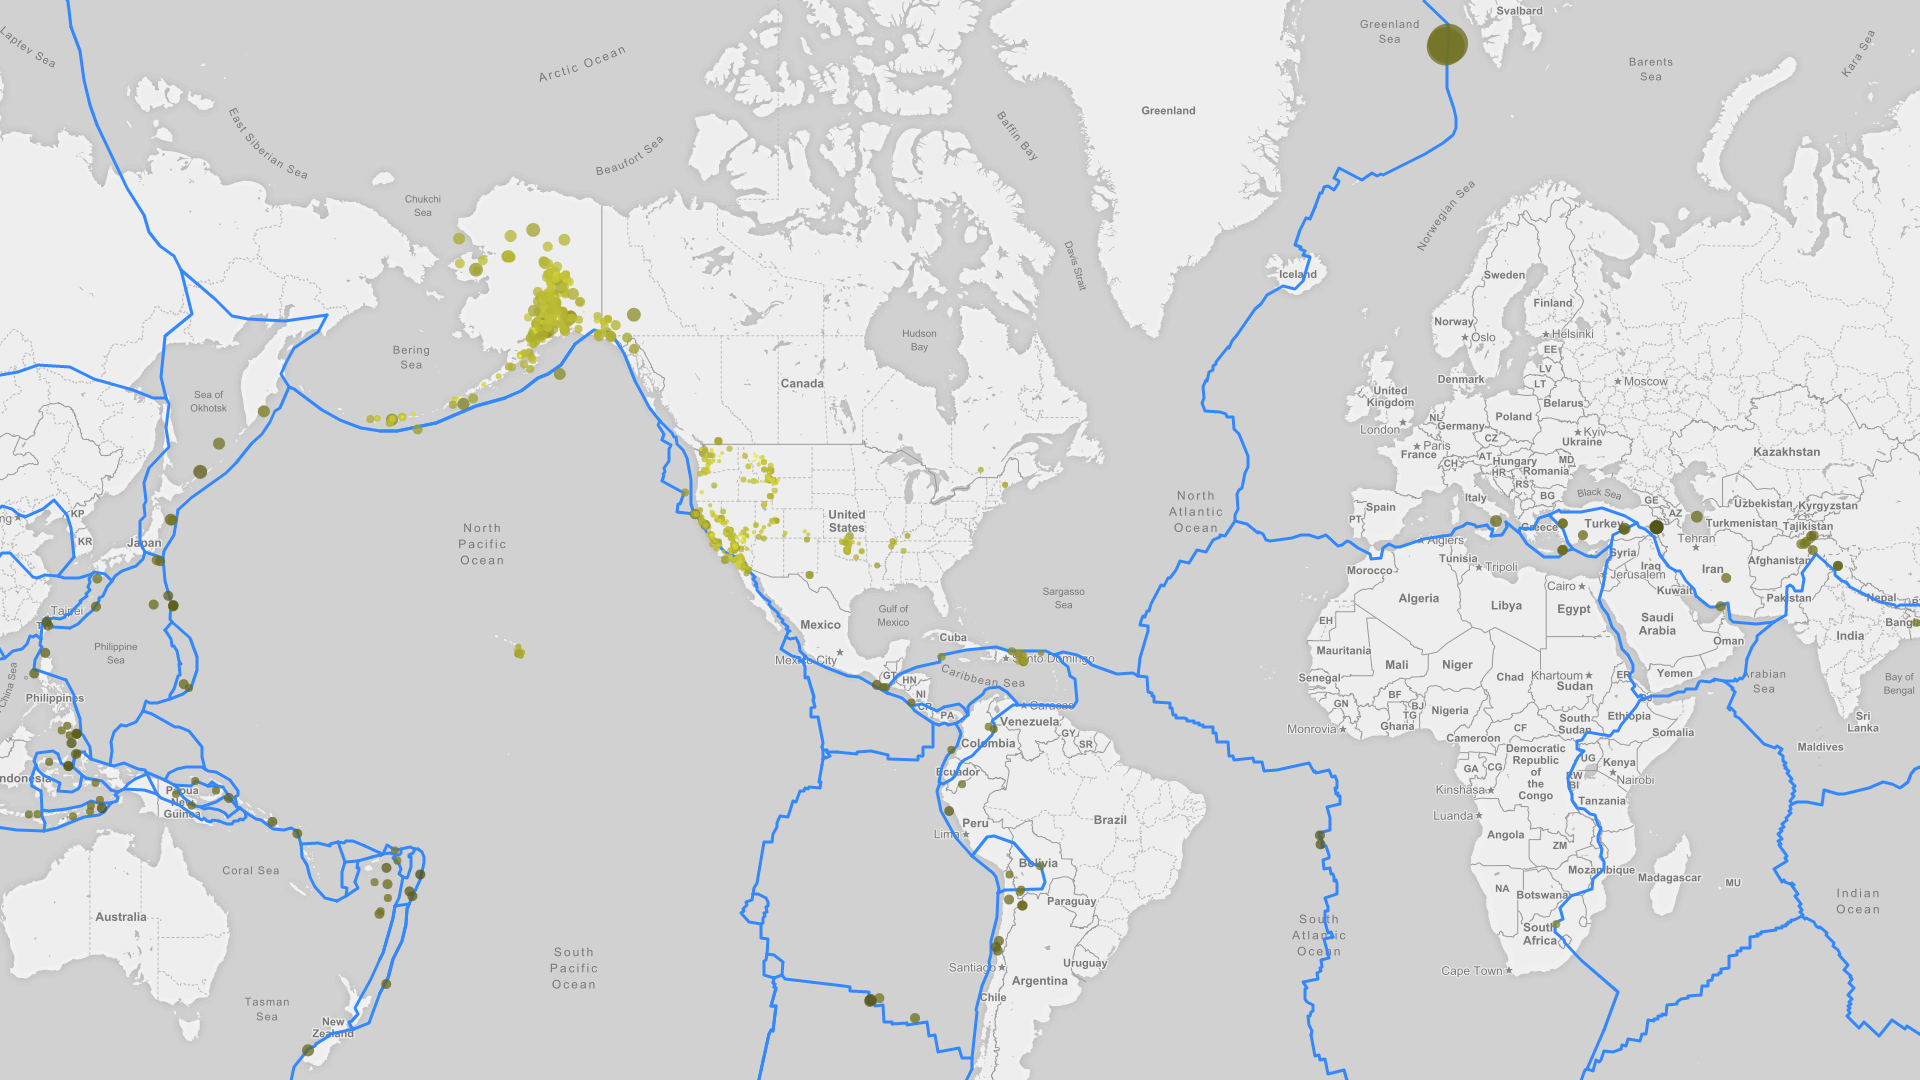 Laptev Sea
East Siberian Sea
Arctic Ocean
Beaufort Sea
Chukchi
Sea
Baffin Bay
Davis Strait
Greenland
Greenland
Sea
Svalbard
Barents
Sea
Kara Sea
Norwegian Sea
Iceland
Sweden
Finland
Norway
Oslo
Helsinki
EE
LV
LT
Moscow
Denmark
United
Kingdom
London
NL
Germany
Poland
Belarus
Kyiv
Ukraine
Paris
France
CZ
CH
AT
Hungary
MD
Romania
HR
RS
BG
Italy
Black Sea
Spain
PT
Greece
Turkey
GE
AZ
Kazakhstan
Uzbekistan
Kyrgyzstan
Turkmenistan
Tajikistan
Tehran
Afghanistan
Iran
Syria
Iraq
Jerusalem
Kuwait
Pakistan
Nepal
India
Bangl
Saudi
Arabia
Oman
Yemen
Arabian
Sea
Bay of
Bengal
Sri
Lanka
Maldives
Algiers
Tunisia
Tripoli
Morocco
Algeria
Libya
Cairo
Egypt
EH
Mauritania
Mali
Niger
Chad
Khartoum
Sudan
ER
Senegal
GN
BF
BJ
TG
Ghana
Nigeria
Monrovia
Cameroon
CF
South
Sudan
Ethiopia
Somalia
Democratic
Republic
of
the
Congo
GA
CG
UG
RW
BI
Kenya
Nairobi
Kinshasa
Tanzania
Luanda
Angola
ZM
Mozambique
Madagascar
MU
NA
Botswana
South
Africa
Cape Town
Indian
Ocean
South
Atlantic
Ocean
North
Atlantic
Ocean
Sargasso
Sea
Hudson
Bay
Canada
United
States
Gulf of
Mexico
Mexico
Mexico City
Cuba
Santo Domingo
Caribbean Sea
GT
HN
NI
CR
PA
Caracas
Venezuela
GY
SR
Colombia
Ecuador
Peru
Lima
Brazil
Bolivia
Paraguay
Santiago
Uruguay
Argentina
Chile
Bering
Sea
Sea of
Okhotsk
North
Pacific
Ocean
South
Pacific
Ocean
KP
KR
Japan
Taipei
Philippine
Sea
China Sea
Philippines
Indonesia
Papua
New
Guinea
Coral Sea
Australia
Tasman
Sea
New
Zealand